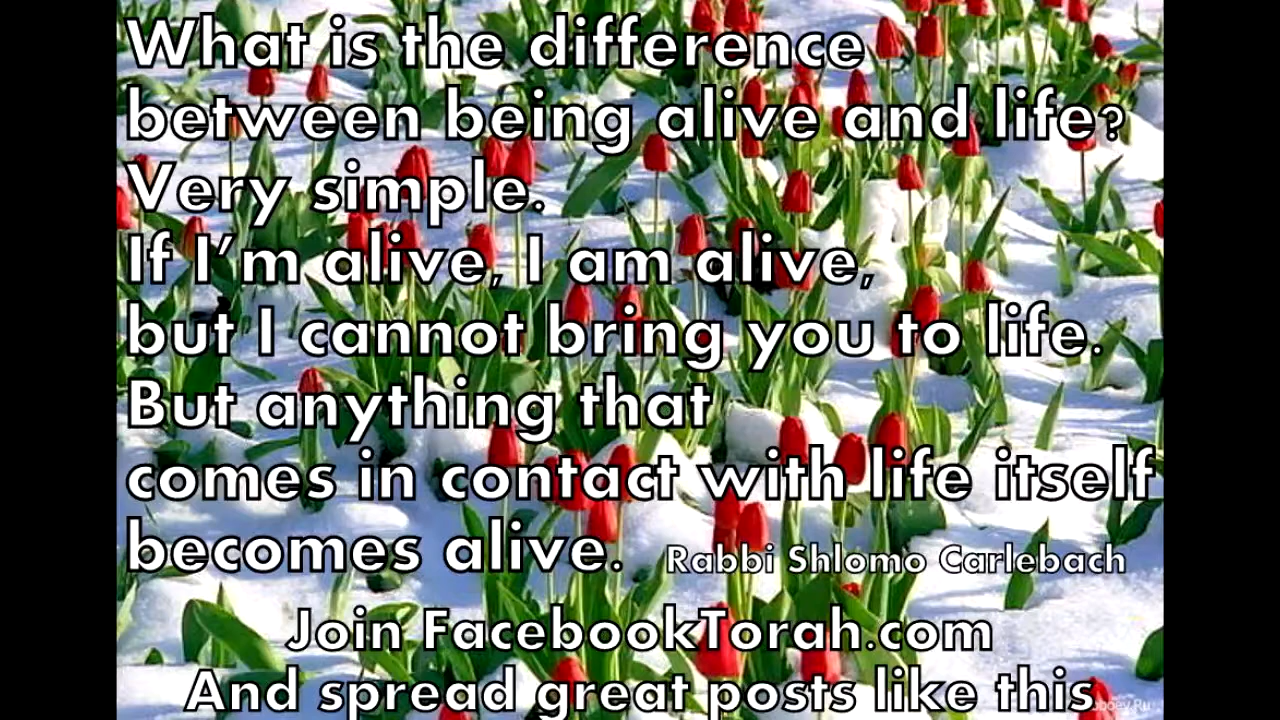 What is the difference
between being alive and life?
Very simple.
If I'm alive, I am alive,
but I cannot bring you to life.
But anything that
comes in contact with life itself
becomes alive. Rabbi Shlomo Carlebach
Join FacebookTorah.com
And spread great posts like this